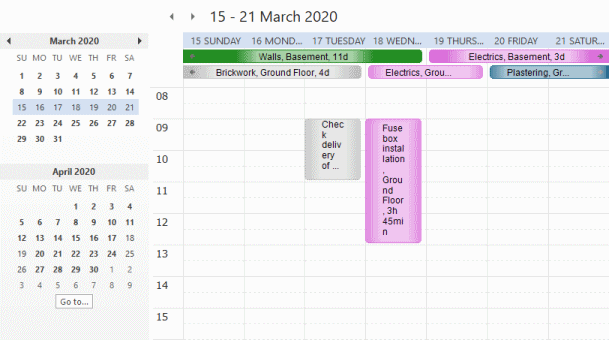 15 - 21 March 2020
March 2020
SU MO TU WE TH FR SA
1 2 3 4 5 6 7
8 9 10 11 12 13 14
15 16 17 18 19 20 21
22 23 24 25 26 27 28
29 30 31
April 2020
SU MO TU WE TH FR SA
1 2 3 4
5 6 7 8 9 10 11
12 13 14 15 16 17 18
19 20 21 22 23 24 25
26 27 28 29 30 1 2
3 4 5 6 7 8 9
Go to...
15 SUNDAY 16 MOND... 17 TUESDAY 18 WEDN... 19 THURS... 20 FRIDAY 21 SATUR...
Walls, Basement, 11d Electrics, Basement, 3d
Brickwork, Ground Floor, 4d Electrics, Grou... Plastering, Gr...
08
09
10
11
12
13
14
15
Chec
k
deliv
ery
of ...
Fuse
box
instal
lation
,
Grou
nd
Floor
, 3h
45mi
n